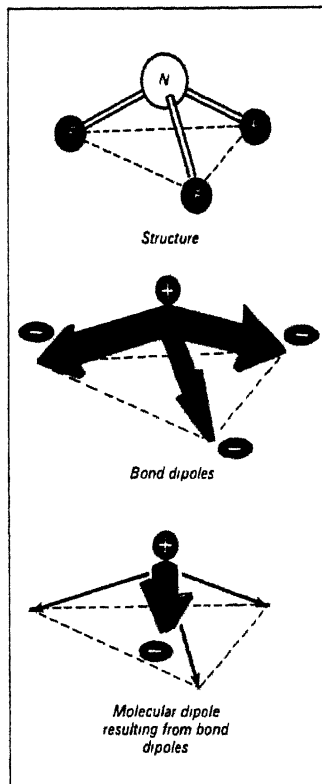 N
Structure
+
−
−
−
Bond dipoles
+
−
Molecular dipole
resulting from bond
dipoles